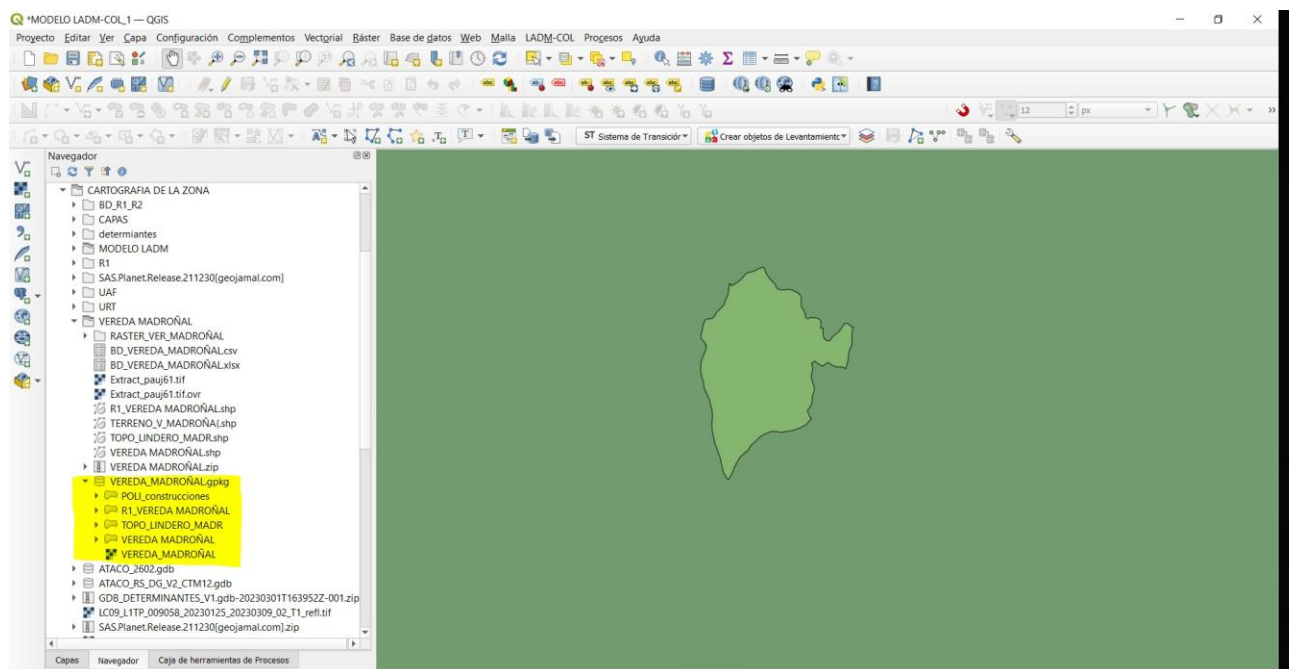 *MODELO LADM-COL_1 — QGIS
Proyecto Editar Ver Capa Configuración Complementos Vectorial Ráster Base de datos Web Malla LADM-COL Procesos Ayuda
12 px
ST Sistema de Transición Crear objetos de Levantamientc
Navegador
CARTOGRAFIA DE LA ZONA
BD_R1_R2
CAPAS
determiantes
MODELO LADM
R1
SAS.Planet.Release.211230[geojamal.com]
UAF
URT
VEREDA MADROÑAL
RASTER_VER_MADROÑAL
BD_VEREDA_MADROÑAL.csv
BD_VEREDA_MADROÑAL.xlsx
Extract_pauj61.tif
Extract_pauj61.tif.ovr
R1_VEREDA MADROÑAL.shp
TERRENO_V_MADROÑA(.shp
TOPO_LINDERO_MADR.shp
VEREDA MADROÑAL.shp
VEREDA MADROÑAL.zip
VEREDA_MADROÑAL.gpkg
POLI_construcciones
R1_VEREDA MADROÑAL
TOPO_LINDERO_MADR
VEREDA MADROÑAL
VEREDA_MADROÑAL
ATACO_2602.gdb
ATACO_RS_DG_V2_CTM12.gdb
GDB_DETERMINANTES_V1.gdb-20230301T163952Z-001.zip
LC09_L1TP_009058_20230125_20230309_02_T1_refl.tif
SAS.Planet.Release.211230[geojamal.com].zip
Capas Navegador Caja de herramientas de Procesos